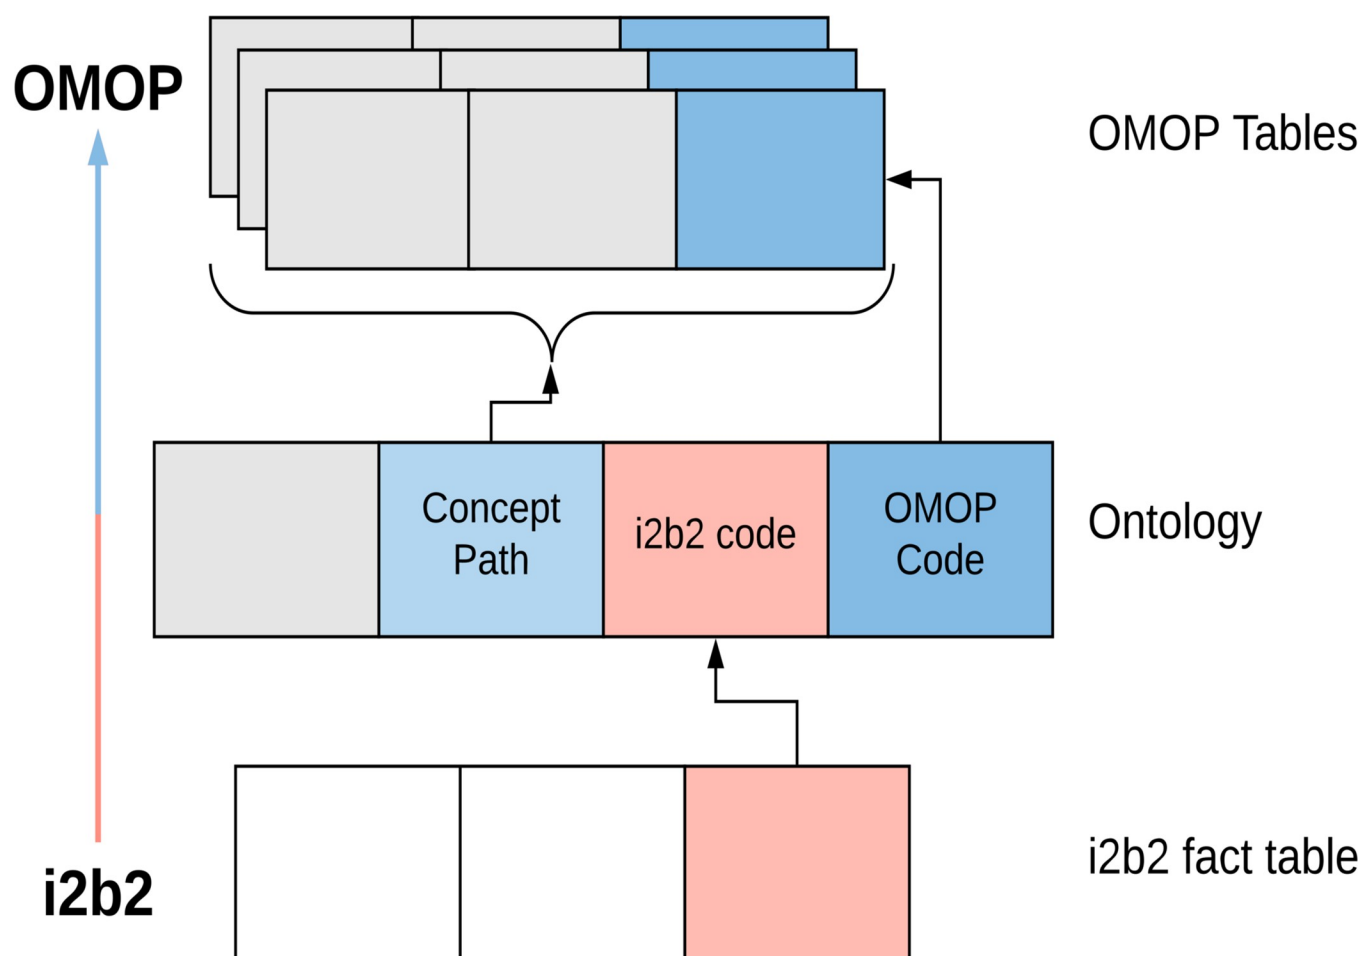 OMOP
OMOP Tables
Concept
Path
i2b2 code
OMOP
Code
Ontology
i2b2 fact table
i2b2